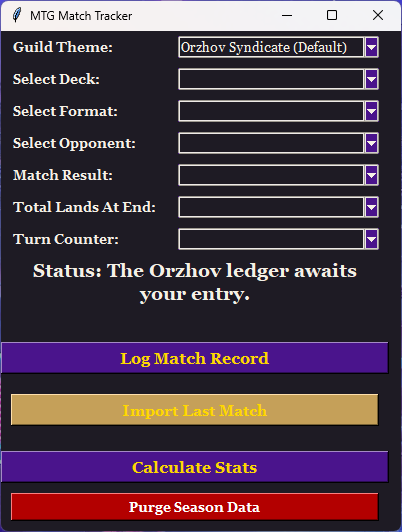 MTG Match Tracker
Guild Theme: Orzhov Syndicate (Default)
Select Deck:
Select Format:
Select Opponent:
Match Result:
Total Lands At End:
Turn Counter:
Status: The Orzhov ledger awaits
your entry.
Log Match Record
Import Last Match
Calculate Stats
Purge Season Data